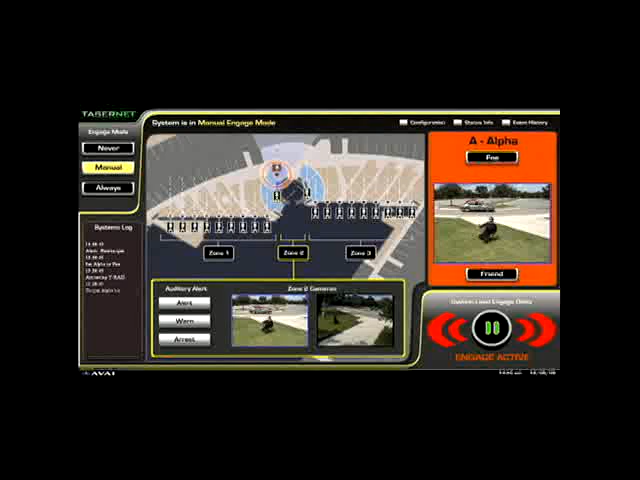 TASERNET
System is in Manual Engage Mode
Configuration
Status Info
Event History
Engage Mode
Never
Manual
Always
A - Alpha
Foe
Friend
Systems Log
Zone 1
Zone 2
Zone 3
Auditory Alert
Zone 2 Cameras
Alert
Warn
Arrest
ENGAGE ACTIVE